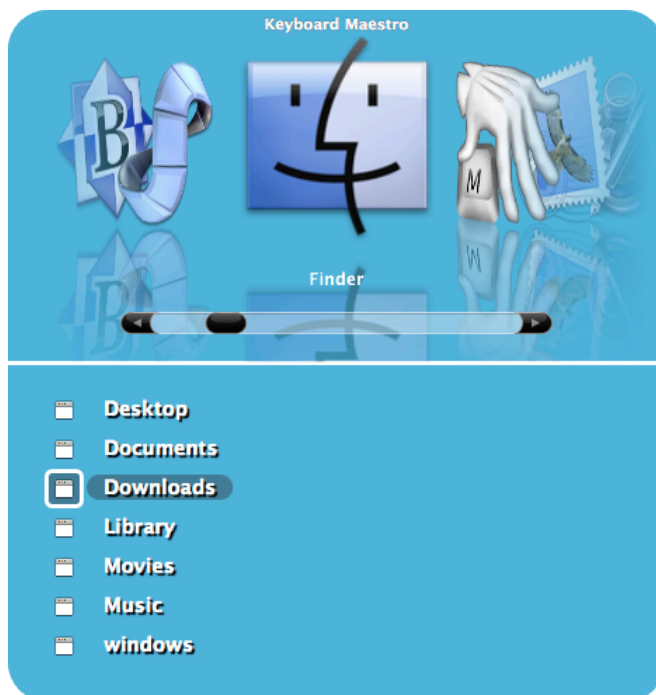 Keyboard Maestro
B
M
Finder
Desktop
Documents
Downloads
Library
Movies
Music
windows